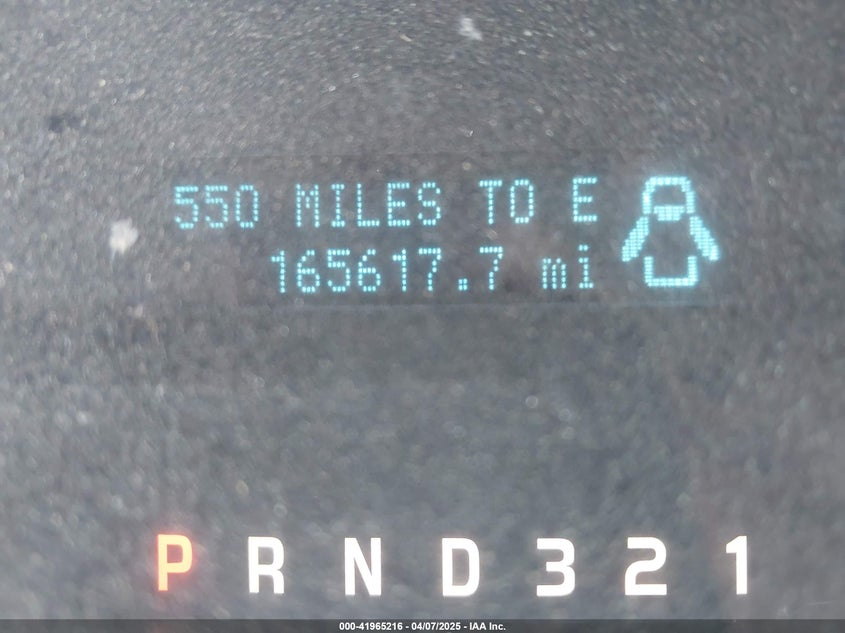 550 MILES TO E
165617.7 mi
P R N D 3 2 1
000-41965216 - 04/07/2025 - IAA Inc.